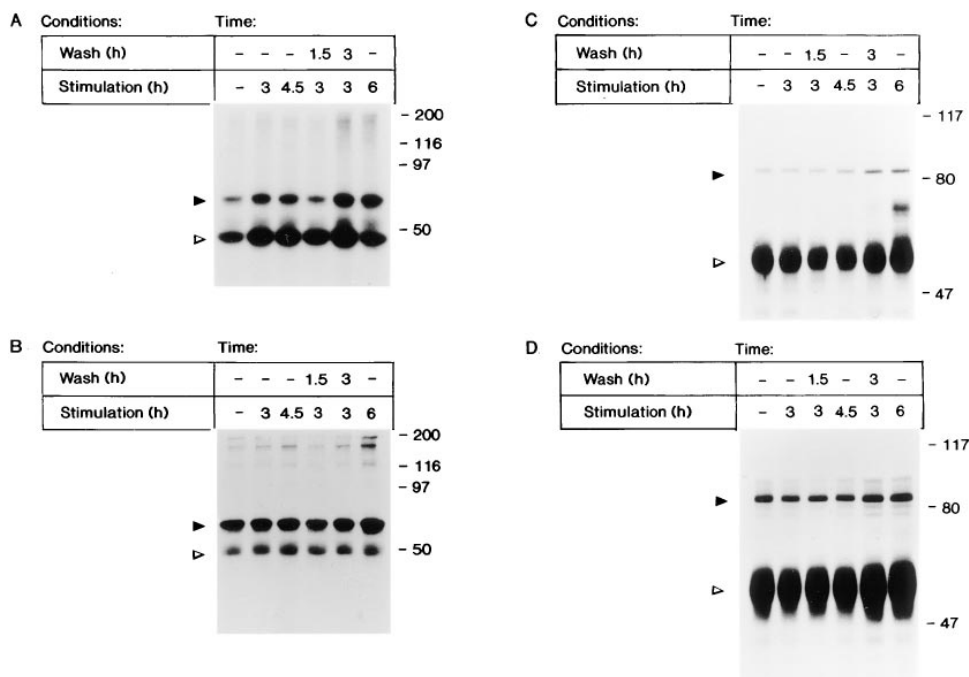 A Conditions: Time:
Wash (h) - - - 1.5 3 -
Stimulation (h) - 3 4.5 3 3 6
- 200
- 116
- 97
- 50
B Conditions: Time:
Wash (h) - - - 1.5 3 -
Stimulation (h) - 3 4.5 3 3 6
- 200
- 116
- 97
- 50
C Conditions: Time:
Wash (h) - - 1.5 - 3 -
Stimulation (h) - 3 3 4.5 3 6
- 117
- 80
- 47
D Conditions: Time:
Wash (h) - - 1.5 - 3 -
Stimulation (h) - 3 3 4.5 3 6
- 117
- 80
- 47